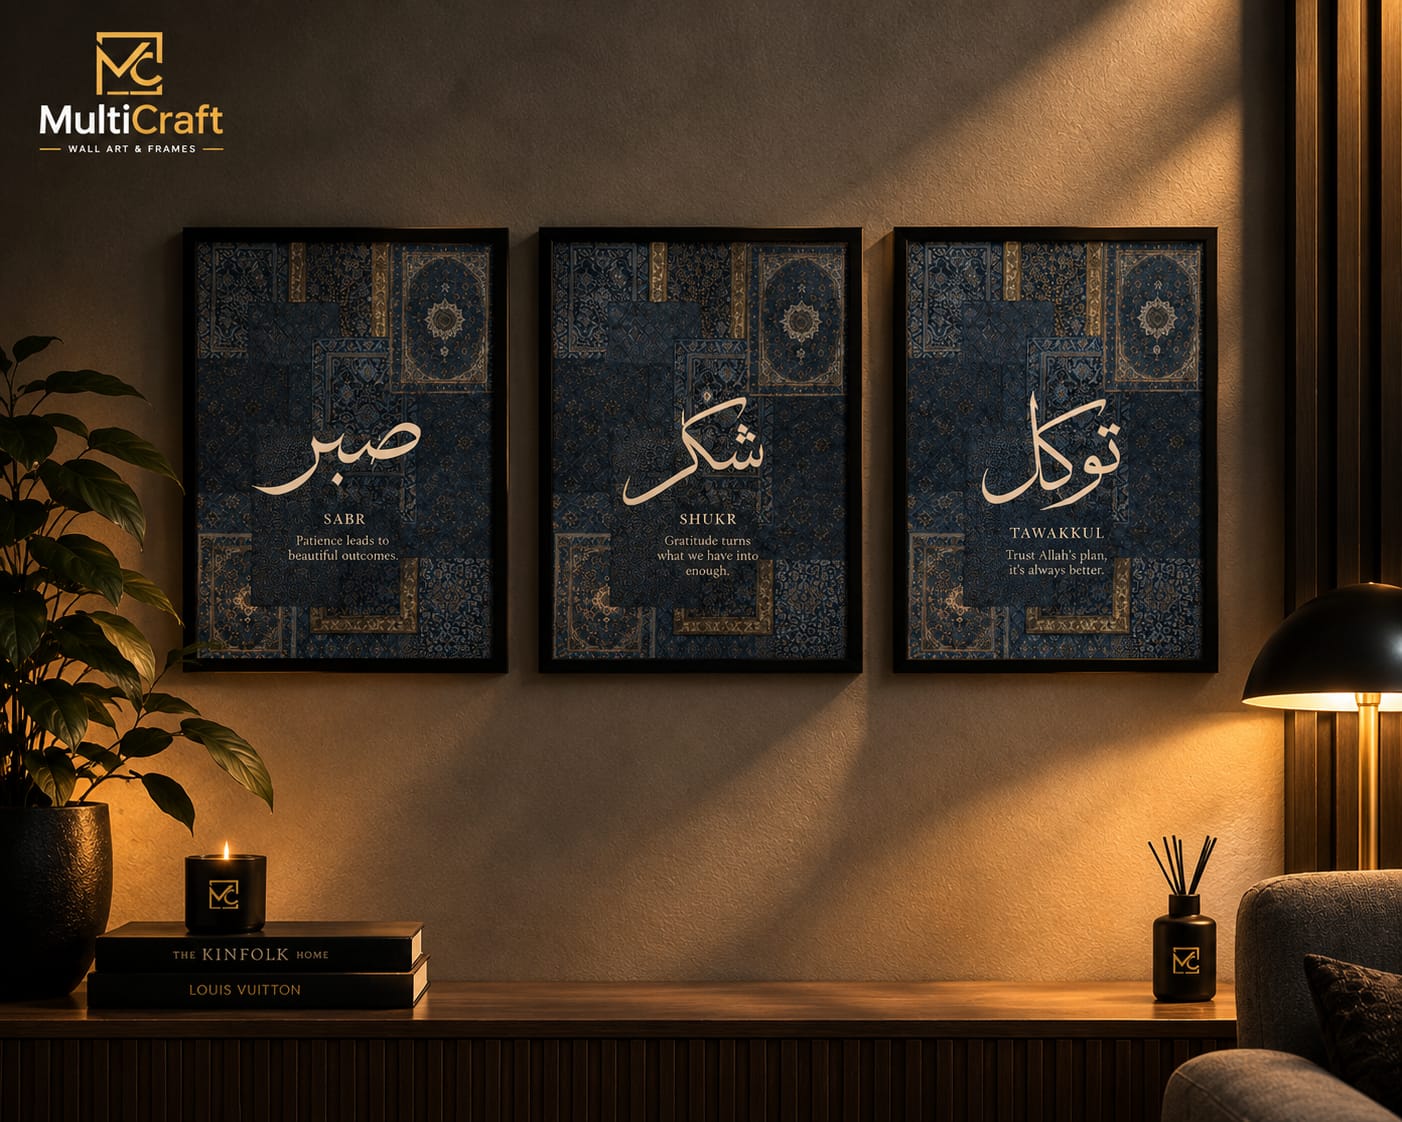 MC
MultiCraft
WALL ART & FRAMES
صبر
SABR
Patience leads to
beautiful outcomes.
شكر
SHUKR
Gratitude turns
what we have into
enough.
توكل
TAWAKKUL
Trust Allah's plan,
it's always better.
MC
THE KINFOLK HOME
LOUIS VUITTON
MC